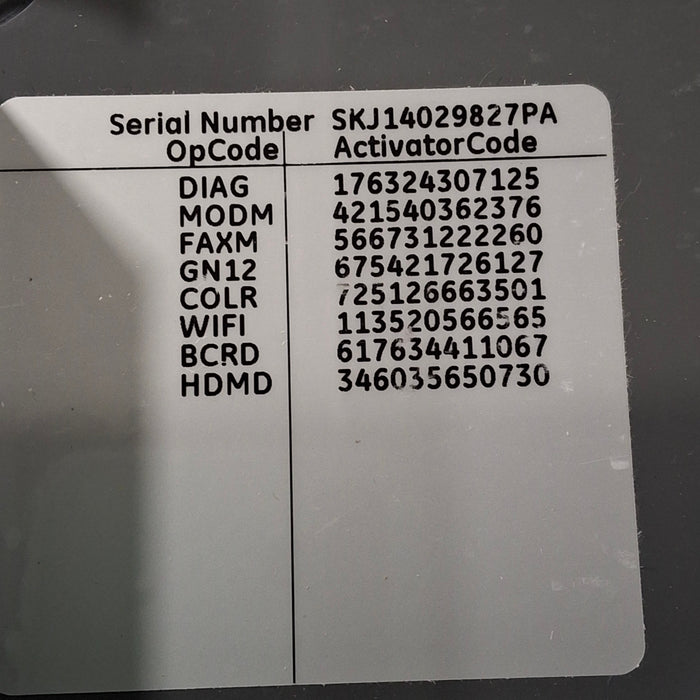 Serial Number SKJ14029827PA
OpCode ActivatorCode
DIAG 176324307125
MODM 421540362376
FAXM 566731222260
GN12 675421726127
COLR 725126663501
WIFI 113520566565
BCRD 617634411067
HDMD 346035650730